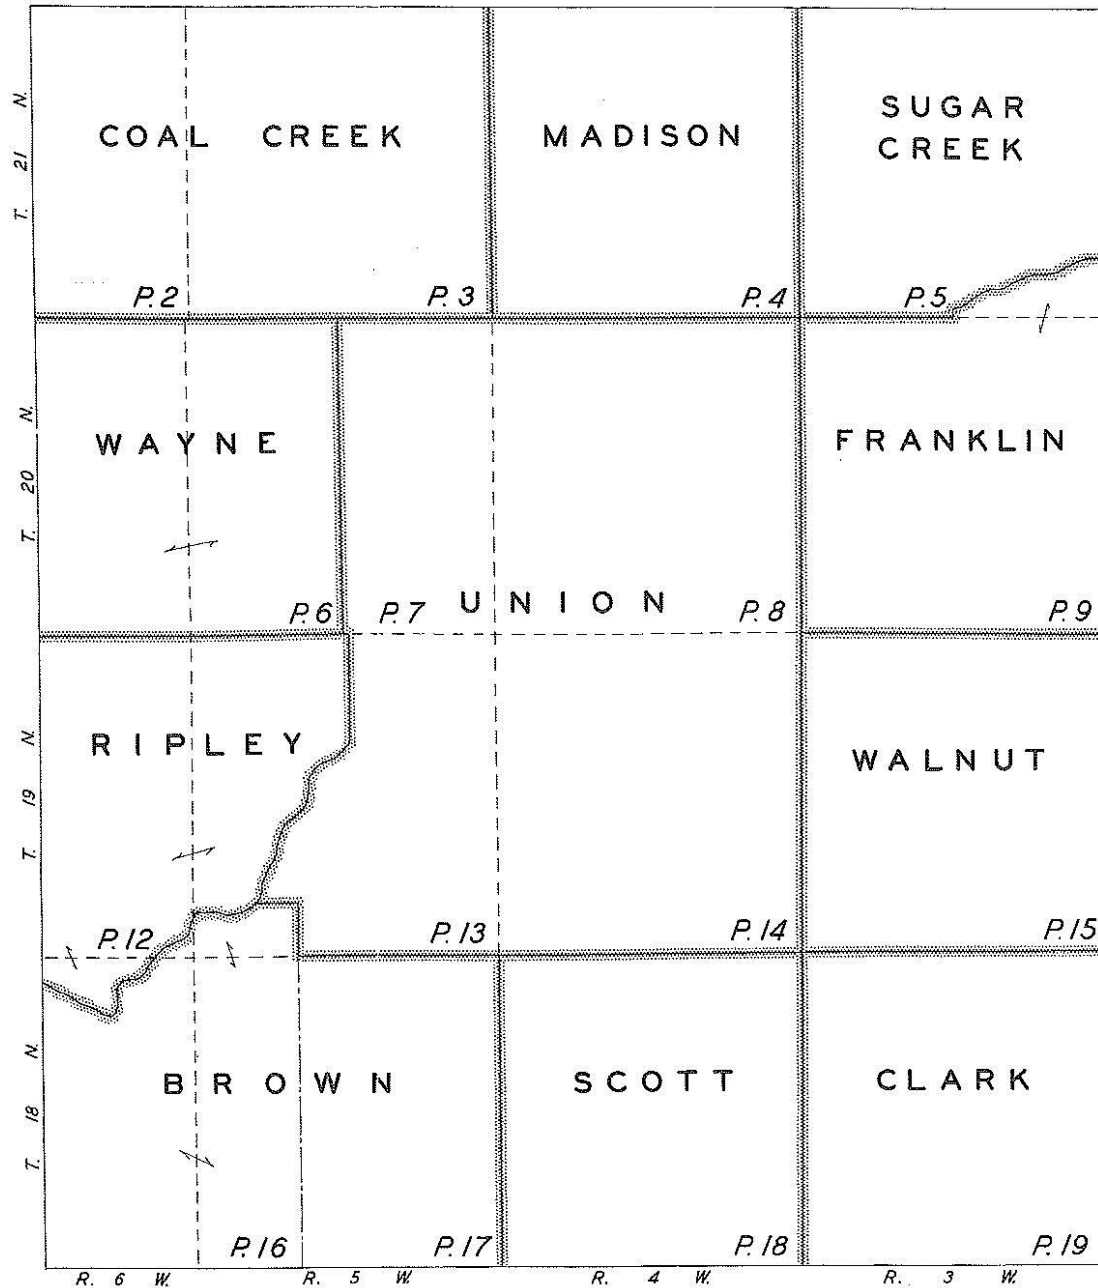 T. 21 N.
COAL CREEK
MADISON
SUGAR
CREEK
P.2
P.3
P.4
P.5
T. 20 N.
WAYNE
FRANKLIN
UNION
P.6
P.7
P.8
P.9
T. 19 N.
RIPLEY
WALNUT
P.12
P.13
P.14
P.15
T. 18 N.
BROWN
SCOTT
CLARK
P.16
P.17
P.18
P.19
R. 6 W.
R. 5 W.
R. 4 W.
R. 3 W.